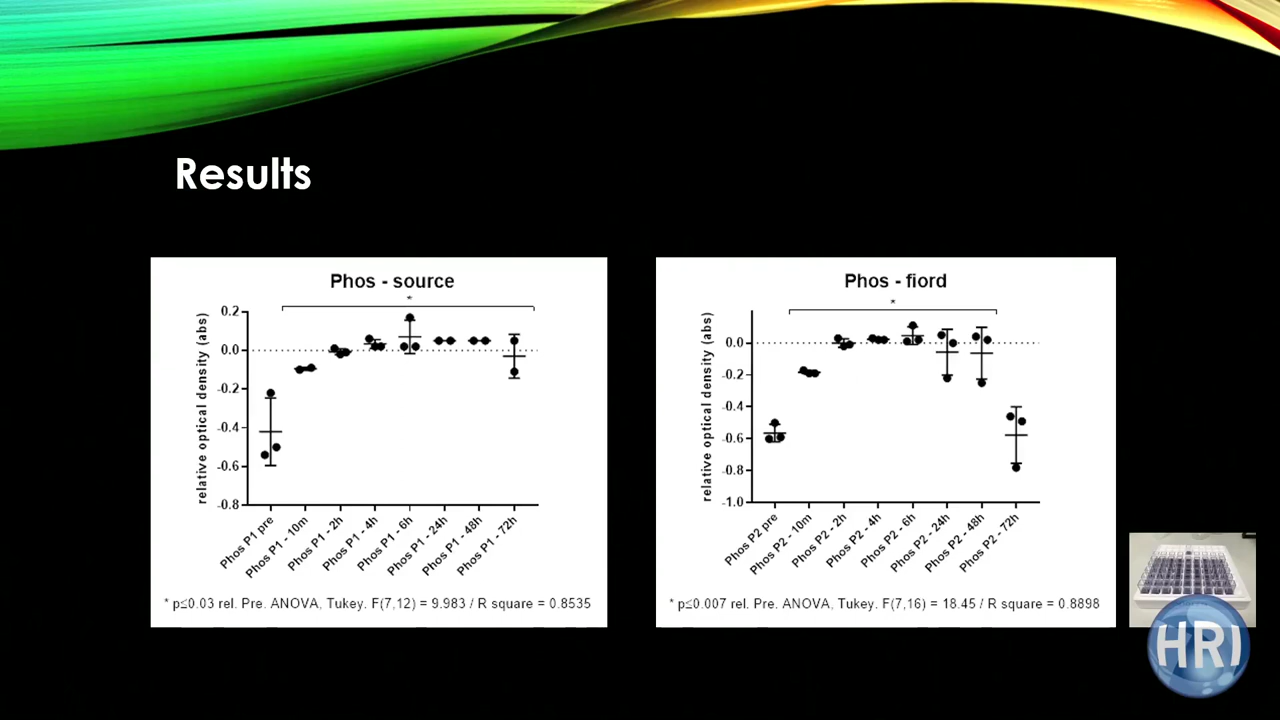 Results
Phos - source
*
relative optical density (abs)
0.2
0.0
-0.2
-0.4
-0.6
-0.8
Phos P1 pre
Phos P1 - 10m
Phos P1 - 2h
Phos P1 - 4h
Phos P1 - 6h
Phos P1 - 24h
Phos P1 - 48h
Phos P1 - 72h
* p≤0.03 rel. Pre. ANOVA, Tukey. F(7,12) = 9.983 / R square = 0.8535
Phos - fiord
*
relative optical density (abs)
0.0
-0.2
-0.4
-0.6
-0.8
-1.0
Phos P2 pre
Phos P2 - 10m
Phos P2 - 2h
Phos P2 - 4h
Phos P2 - 6h
Phos P2 - 24h
Phos P2 - 48h
Phos P2 - 72h
* p≤0.007 rel. Pre. ANOVA, Tukey. F(7,16) = 18.45 / R square = 0.8898
HRI